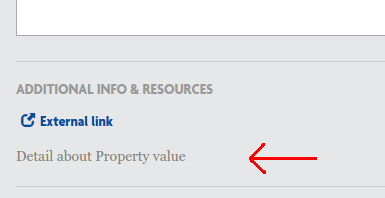 ADDITIONAL INFO & RESOURCES
External link
Detail about Property value